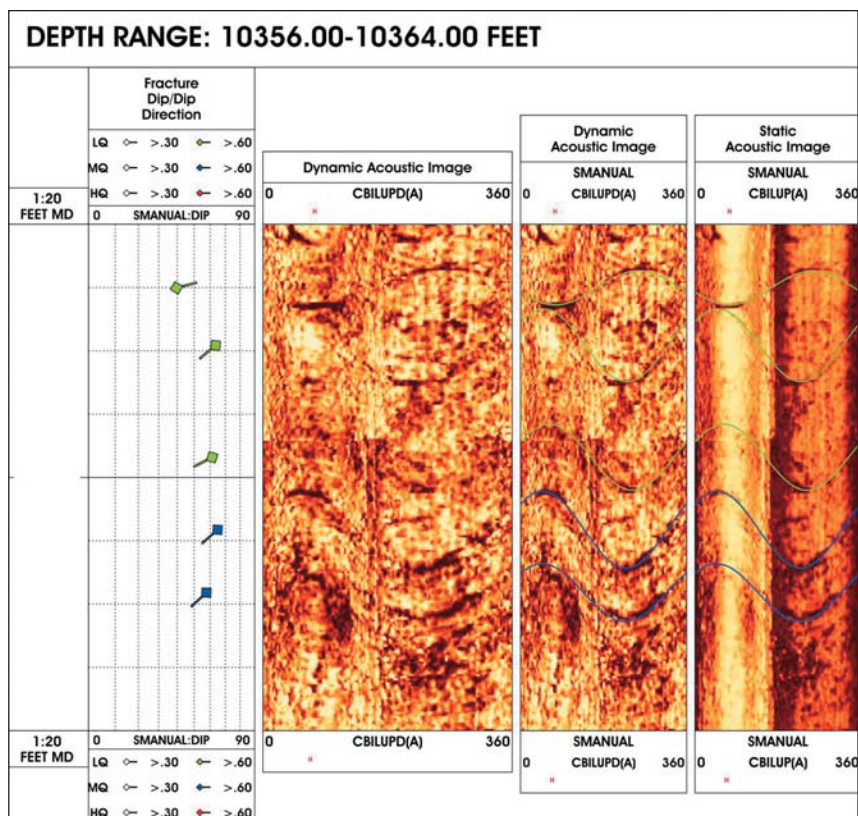 DEPTH RANGE: 10356.00-10364.00 FEET
Fracture
Dip/Dip
Direction
LQ >.30 >.60
MQ >.30 >.60
HQ >.30 >.60
1:20
FEET MD
0 SMANUAL:DIP 90
Dynamic Acoustic Image
0 CBILUPD(A) 360
H
Dynamic
Acoustic Image
SMANUAL
0 CBILUPD(A) 360
H
Static
Acoustic Image
SMANUAL
0 CBILUP(A) 360
H
1:20
FEET MD
0 SMANUAL:DIP 90
LQ >.30 >.60
MQ >.30 >.60
HQ >.30 >.60
0 CBILUPD(A) 360
H
SMANUAL
0 CBILUPD(A) 360
H
SMANUAL
0 CBILUP(A) 360
H